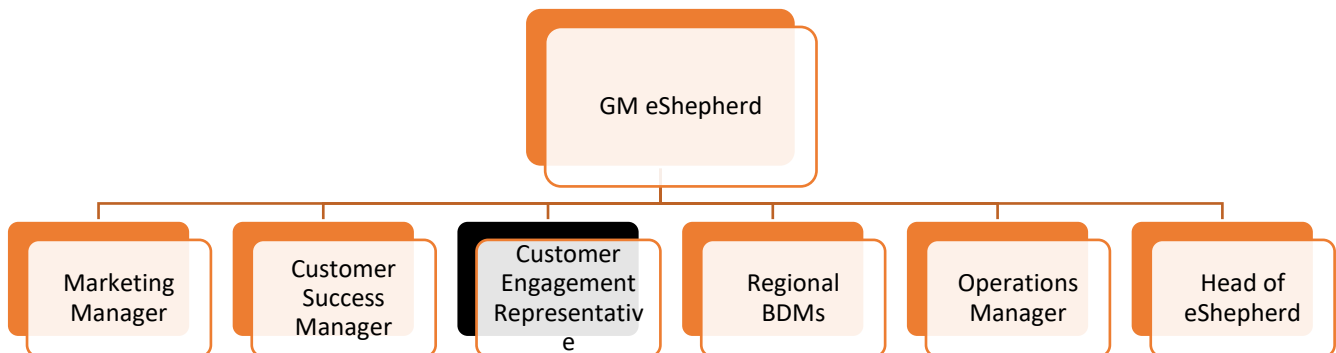 GM eShepherd
Marketing
Manager
Customer
Success
Manager
Customer
Engagement
Representativ
e
Regional
BDMs
Operations
Manager
Head of
eShepherd